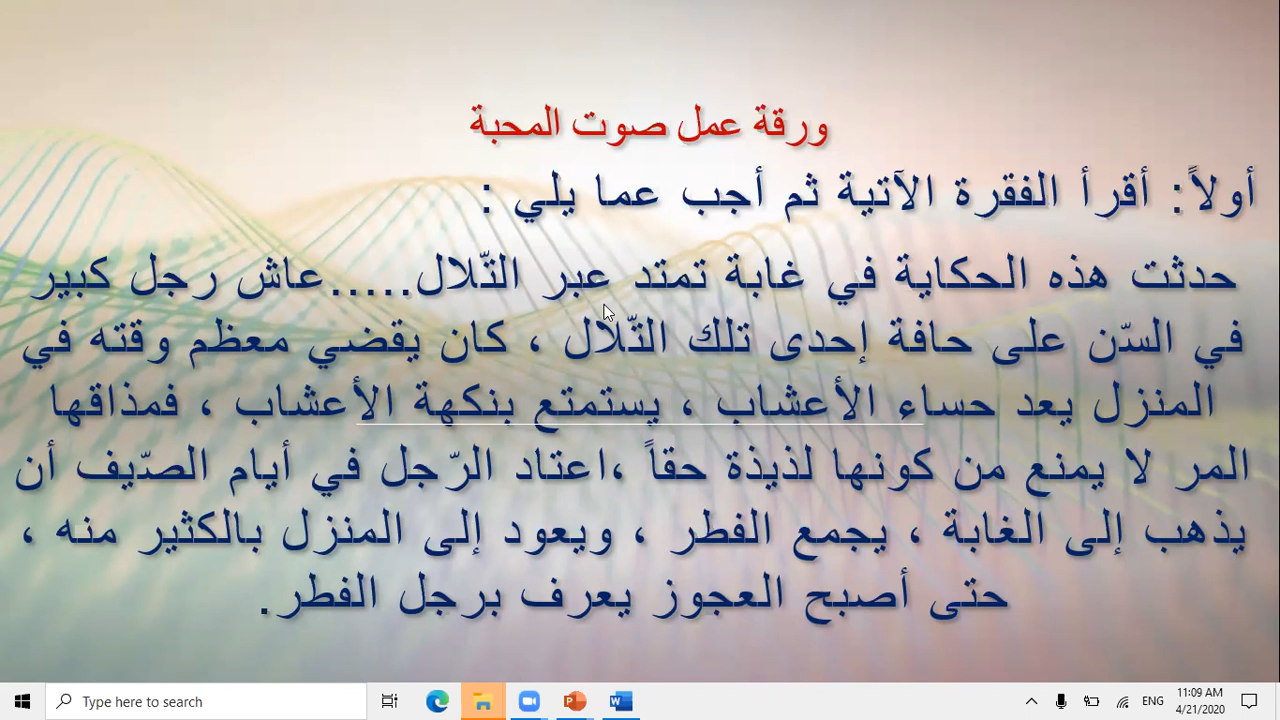 ورقة عمل صوت المحبة
أولاً: أقرأ الفقرة الآتية ثم أجب عما يلي :
حدثت هذه الحكاية في غابة تمتد عبر التّلال.....عاش رجل كبير
في السّن على حافة إحدى تلك التّلال ، كان يقضي معظم وقته في
المنزل يعد حساء الأعشاب ، يستمتع بنكهة الأعشاب ، فمذاقها
المر لا يمنع من كونها لذيذة حقاً ،اعتاد الرّجل في أيام الصّيف أن
يذهب إلى الغابة ، يجمع الفطر ، ويعود إلى المنزل بالكثير منه ،
حتى أصبح العجوز يعرف برجل الفطر.
Type here to search
ENG
11:09 AM
4/21/2020